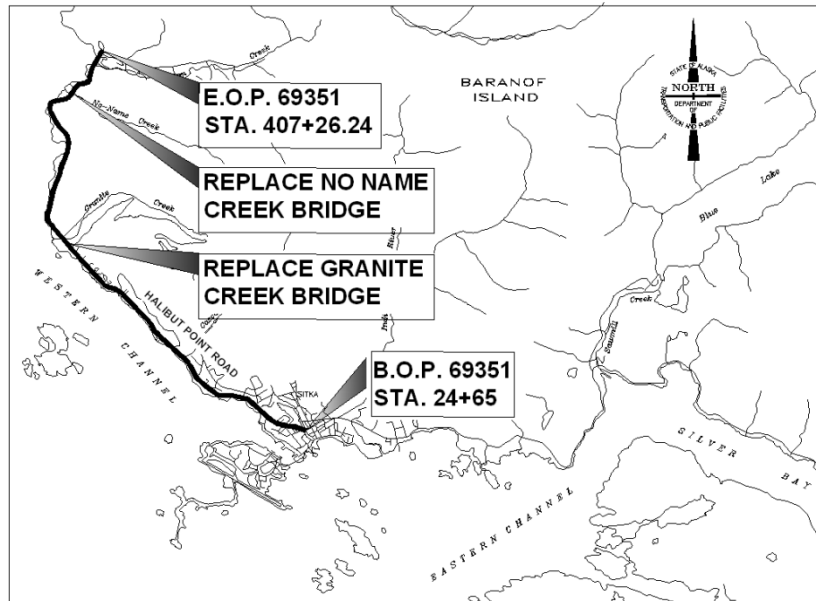 Creek
BARANOF
ISLAND
STATE OF ALASKA
NORTH
DEPARTMENT
OF
TRANSPORTATION AND PUBLIC FACILITIES
E.O.P. 69351
STA. 407+26.24
No-Name Creek
REPLACE NO NAME
CREEK BRIDGE
Granite Creek
Blue Lake
River
REPLACE GRANITE
CREEK BRIDGE
WESTERN CHANNEL
HALIBUT POINT ROAD
Sawmill Creek
B.O.P. 69351
STA. 24+65
SITKA
SILVER BAY
EASTERN CHANNEL